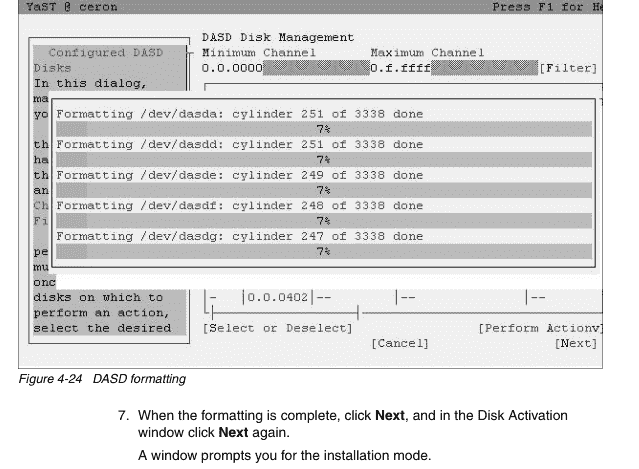 YaST @ ceron Press F1 for He
DASD Disk Management
Configured DASD Minimum Channel Maximum Channel
Disks 0.0.0000 0.f.ffff [Filter]
In this dialog,
ma
yo Formatting /dev/dasda: cylinder 251 of 3338 done
7%
th Formatting /dev/dasdd: cylinder 251 of 3338 done
ha 7%
th Formatting /dev/dasde: cylinder 249 of 3338 done
an 7%
Ch Formatting /dev/dasdf: cylinder 248 of 3338 done
Fi 7%
Formatting /dev/dasdg: cylinder 247 of 3338 done
pe 7%
mu
onc
disks on which to - |0.0.0402|-- |-- |--
perform an action,
select the desired [Select or Deselect] [Perform Actionv]
[Cancel] [Next]
Figure 4-24 DASD formatting
7. When the formatting is complete, click Next, and in the Disk Activation
window click Next again.
A window prompts you for the installation mode.